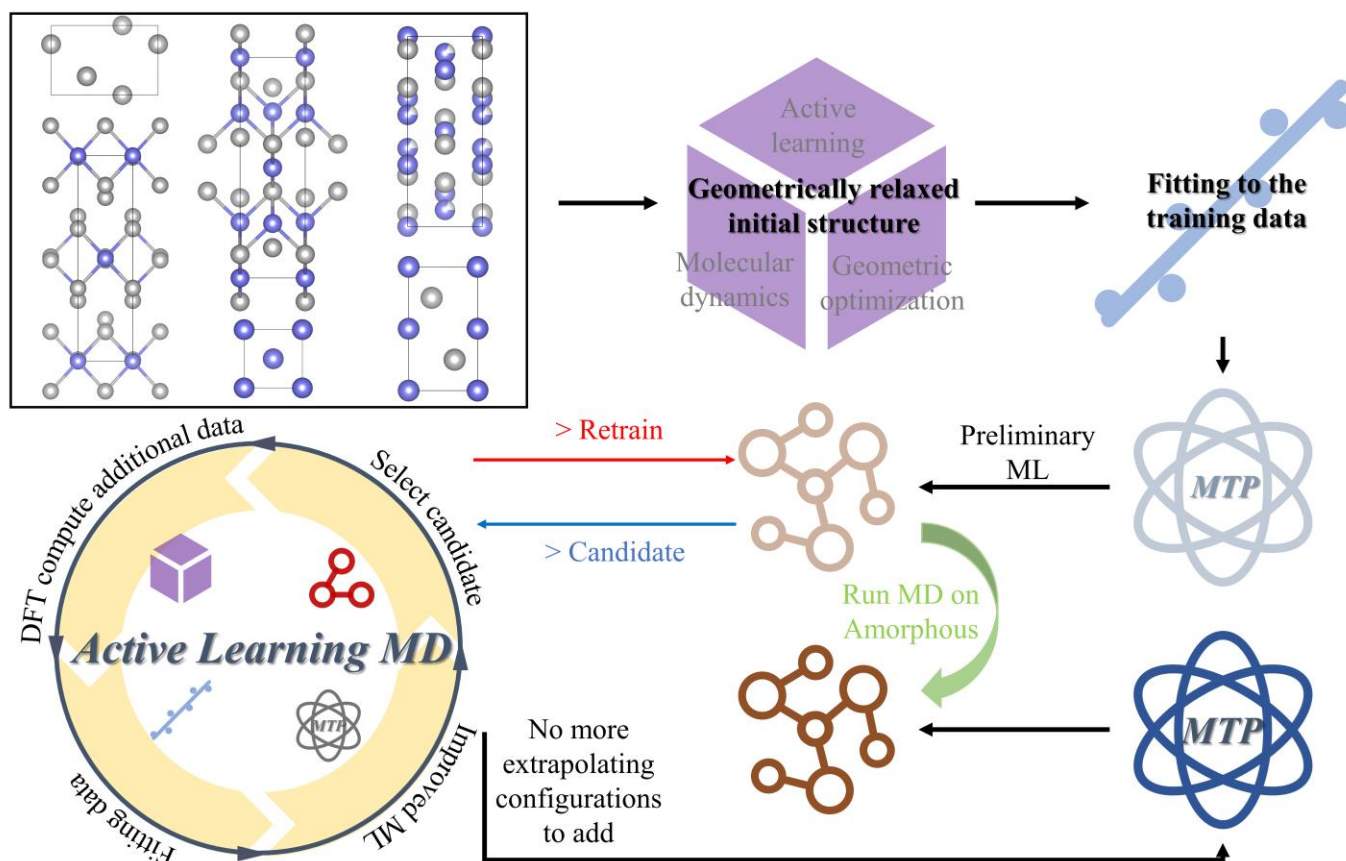 Active
learning
Geometrically relaxed
initial structure
Molecular
dynamics
Geometric
optimization
Fitting to the
training data
> Retrain
> Candidate
Preliminary
ML
MTP
Run MD on
Amorphous
MTP
DFT compute additional data
Select candidate
Active Learning MD
MTP
Fitting data
Improved ML
No more
extrapolating
configurations
to add